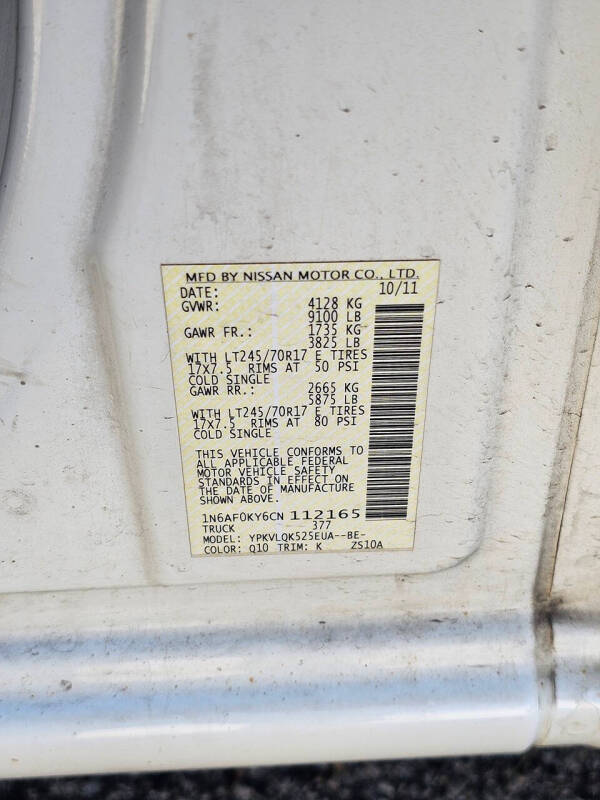 MFD BY NISSAN MOTOR CO., LTD.
DATE: 10/11
GVWR: 4128 KG
9100 LB
GAWR FR.: 1735 KG
3825 LB
WITH LT245/70R17 E TIRES
17X7.5 RIMS AT 50 PSI
COLD SINGLE
GAWR RR.: 2665 KG
5875 LB
WITH LT245/70R17 E TIRES
17X7.5 RIMS AT 80 PSI
COLD SINGLE
THIS VEHICLE CONFORMS TO
ALL APPLICABLE FEDERAL
MOTOR VEHICLE SAFETY
STANDARDS IN EFFECT ON
THE DATE OF MANUFACTURE
SHOWN ABOVE.
1N6AF0KY6CN 112165
TRUCK 377
MODEL: YPKVLQK525EUA--BE-
COLOR: Q10 TRIM: K ZS10A